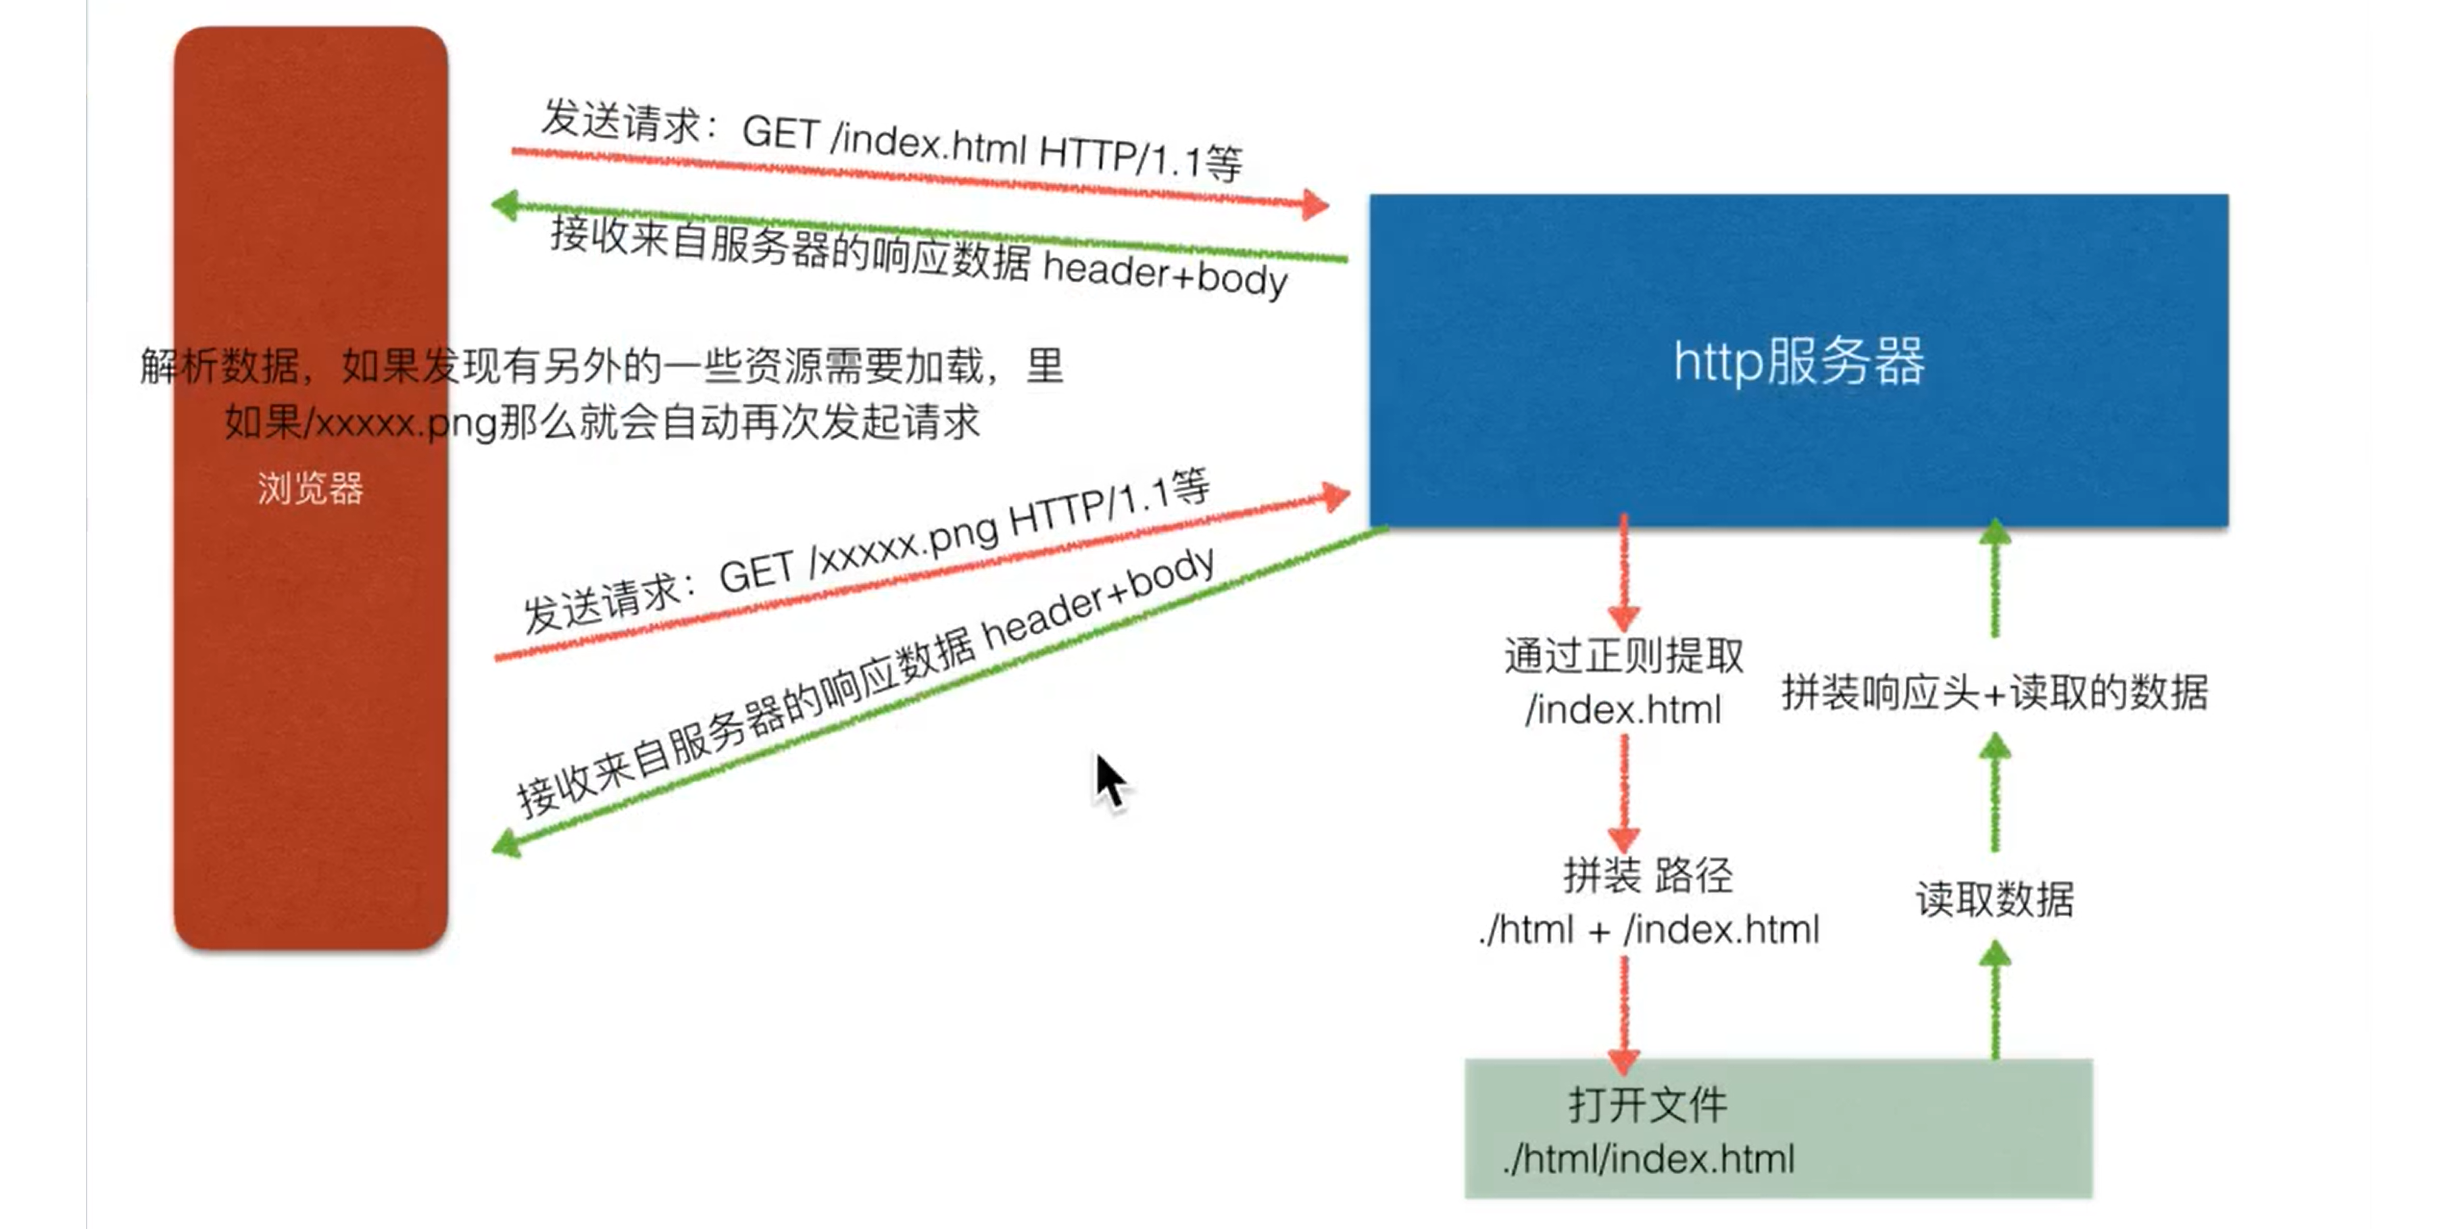 发送请求：GET /index.html HTTP/1.1等
接收来自服务器的响应数据 header+body
解析数据，如果发现有另外的一些资源需要加载，里
如果/xxxxx.png那么就会自动再次发起请求
浏览器
发送请求：GET /xxxxx.png HTTP/1.1等
接收来自服务器的响应数据 header+body
http服务器
通过正则提取
/index.html
拼装 路径
./html + /index.html
打开文件
./html/index.html
读取数据
拼装响应头+读取的数据